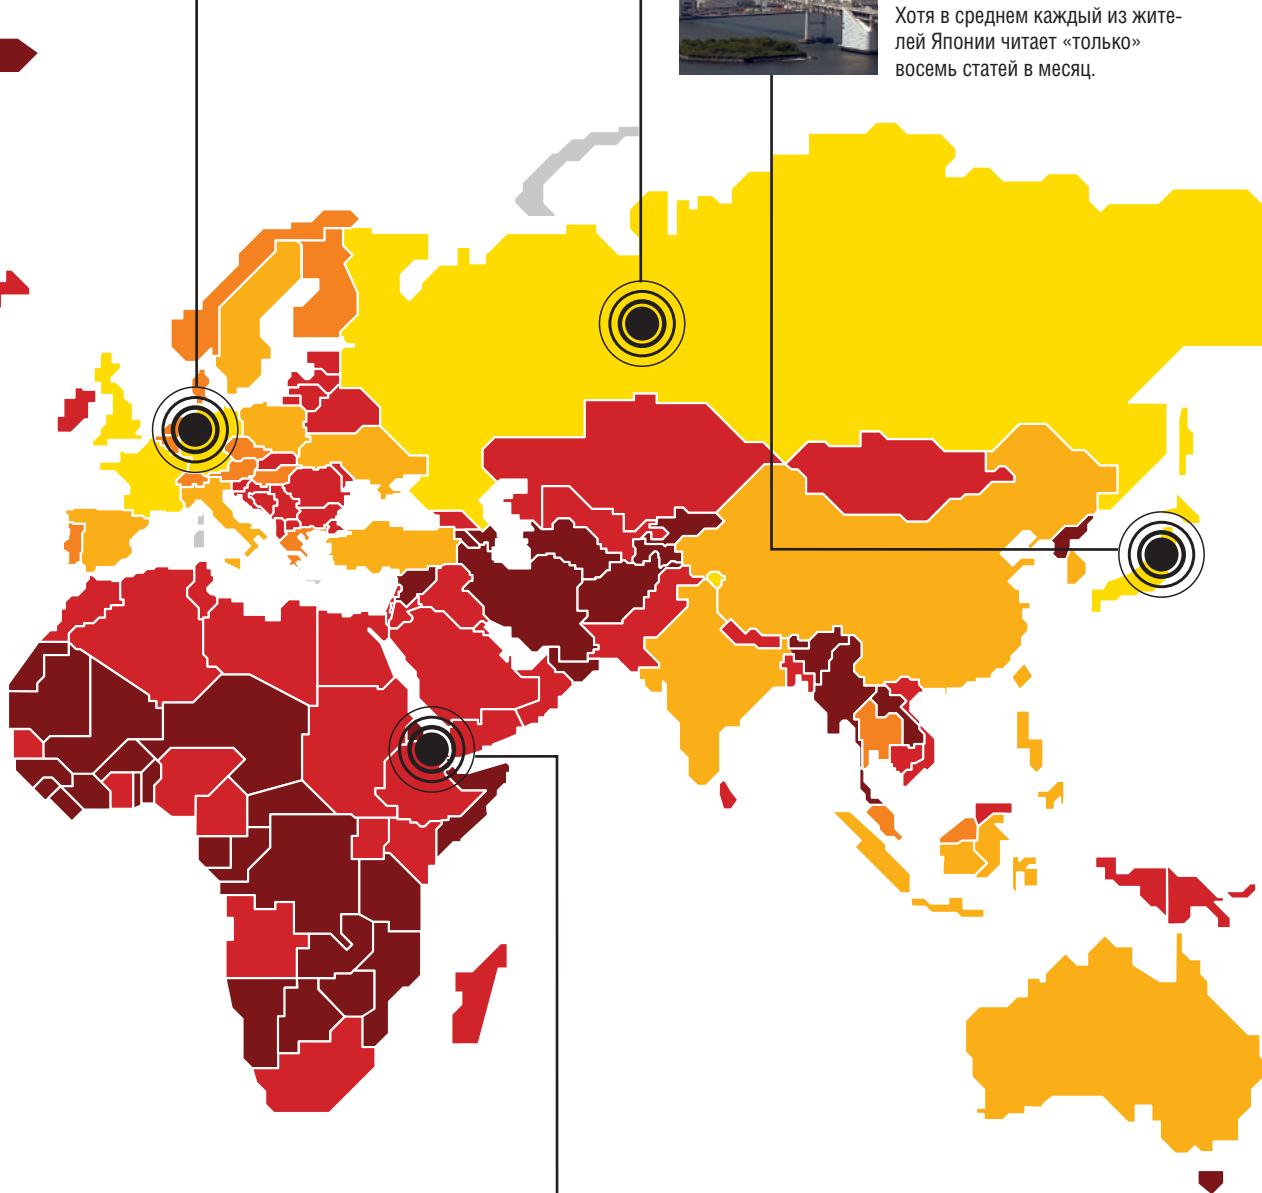 Хотя в среднем каждый из жите-
лей Японии читает «только»
восемь статей в месяц.